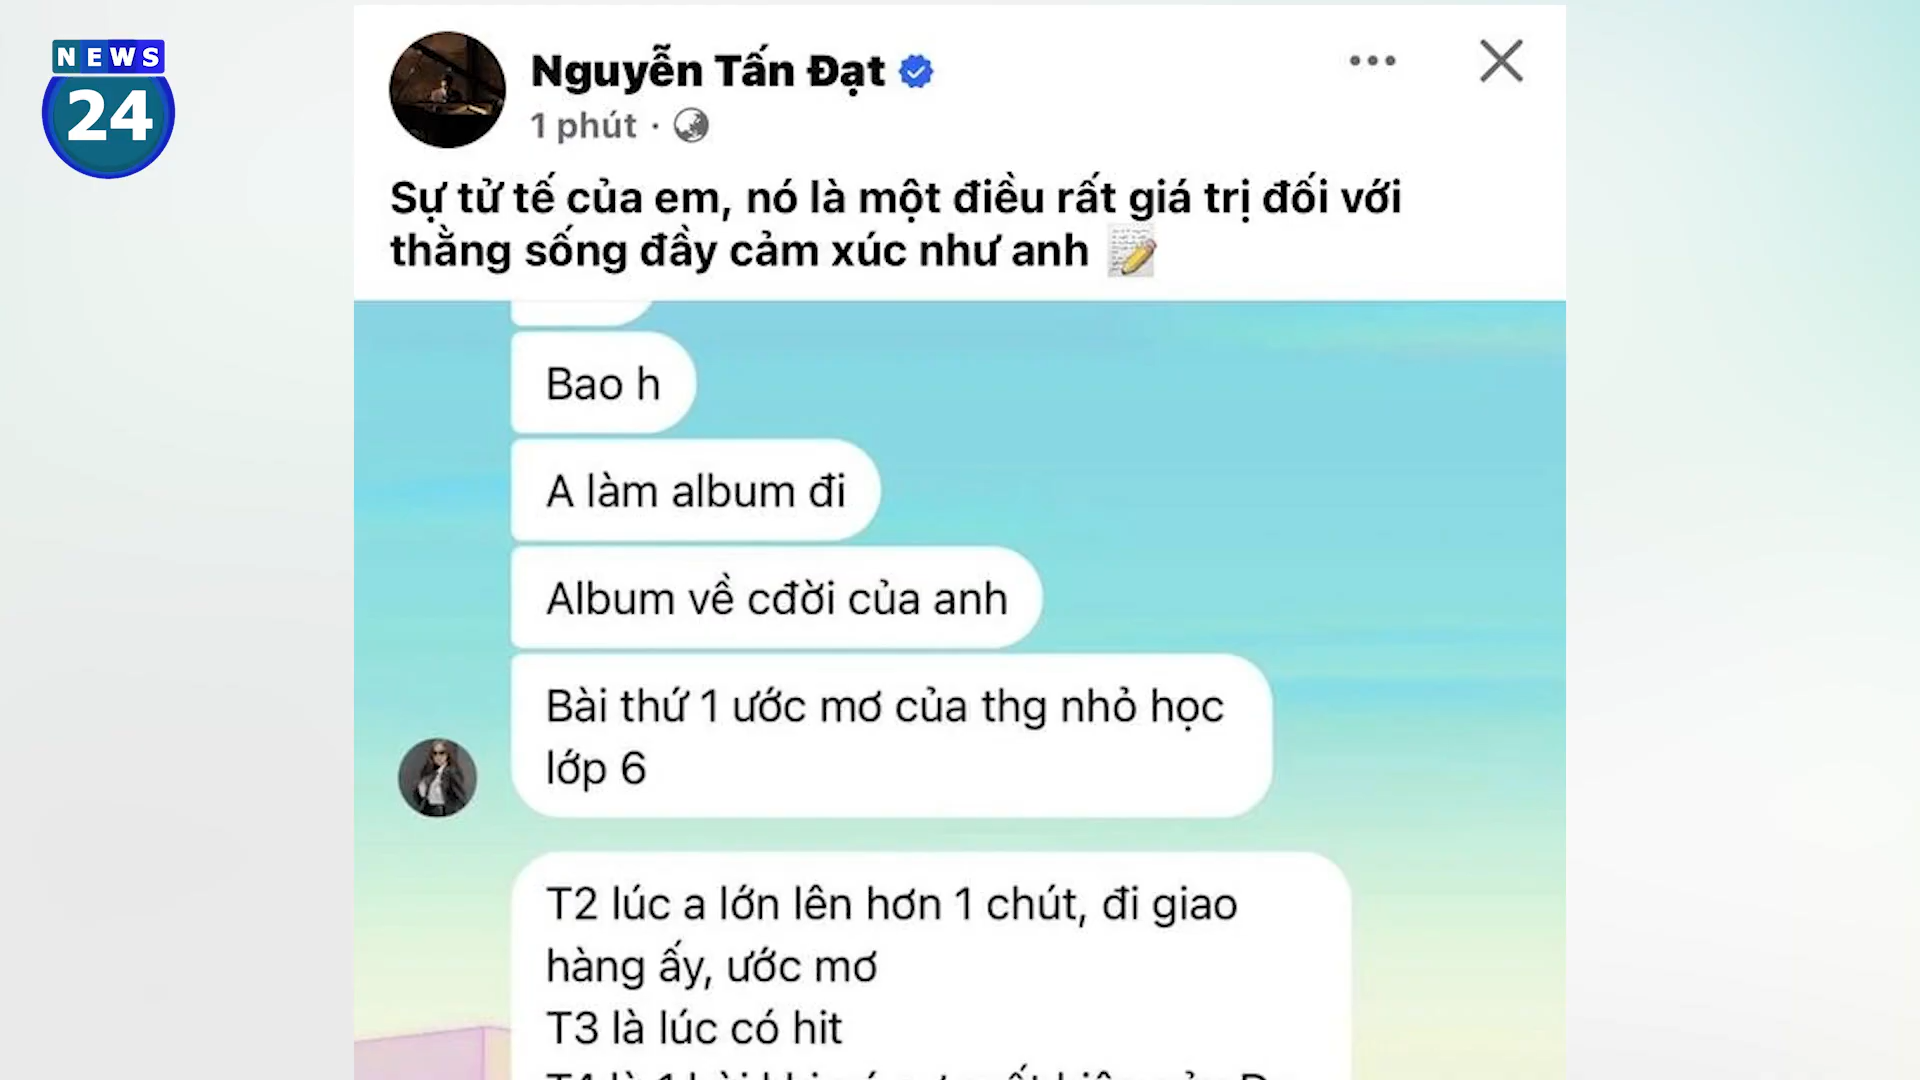 NEWS
24
Nguyễn Tấn Đạt
1 phút ·
Sự tử tế của em, nó là một điều rất giá trị đối với
thằng sống đầy cảm xúc như anh
Bao h
A làm album đi
Album về cđời của anh
Bài thứ 1 ước mơ của thg nhỏ học
lớp 6
T2 lúc a lớn lên hơn 1 chút, đi giao
hàng ấy, ước mơ
T3 là lúc có hit